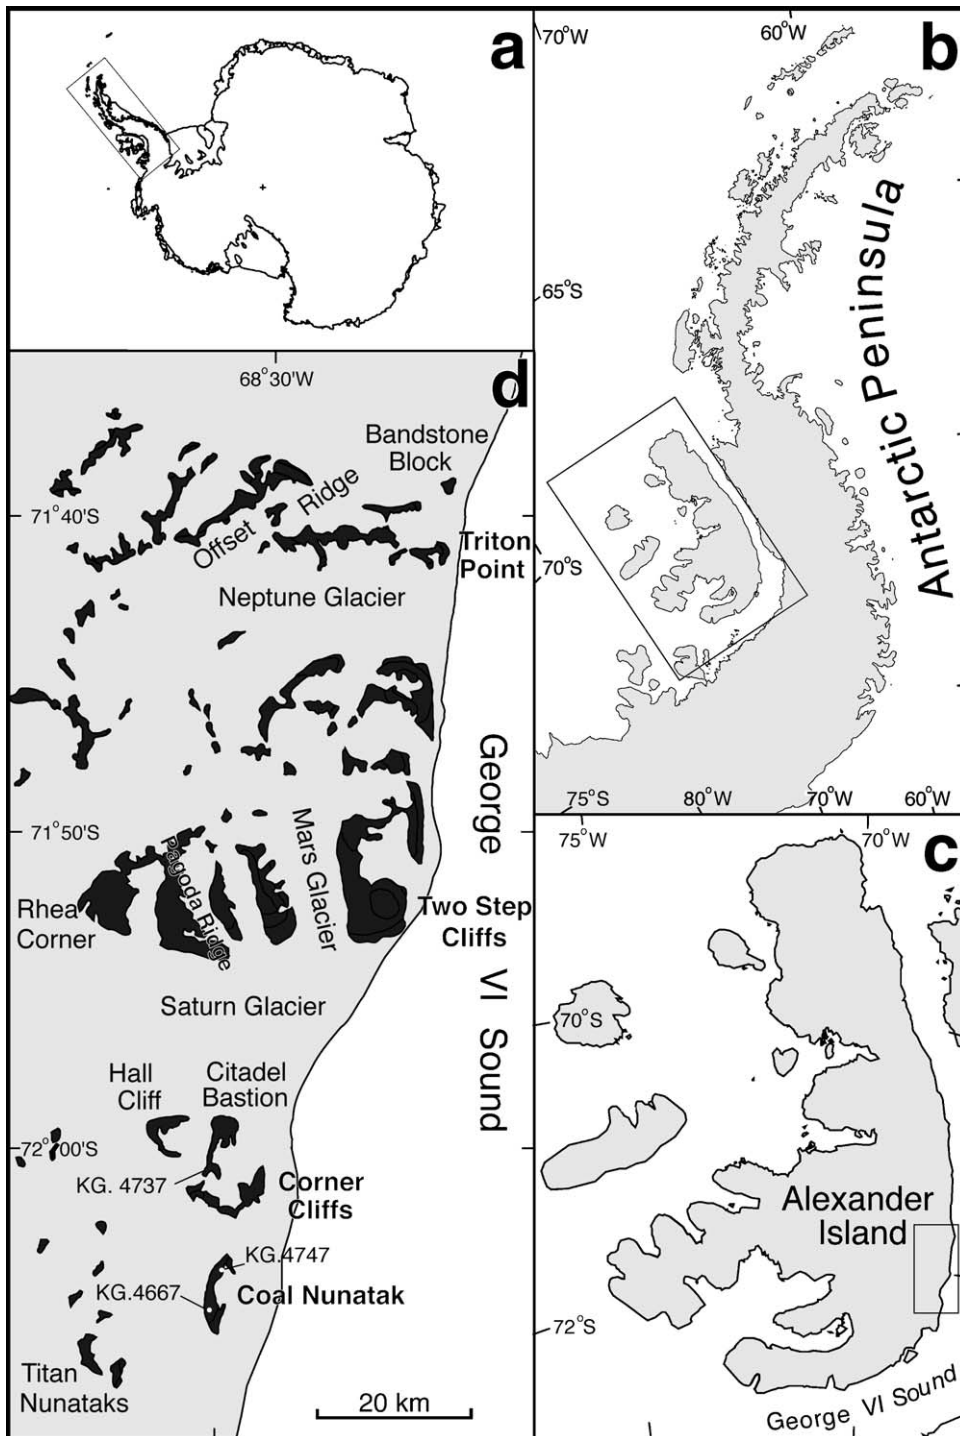 a
70°W
60°W
b
65°S
Antarctic Peninsula
70°S
75°S
80°W
70°W
60°W
68°30'W
d
Bandstone
Block
Offset Ridge
71°40'S
Triton
Point
Neptune Glacier
George VI Sound
71°50'S
Mars Glacier
Pagoda Ridge
Rhea
Corner
Two Step
Cliffs
Saturn Glacier
Hall
Cliff
Citadel
Bastion
72°00'S
KG. 4737
Corner
Cliffs
KG.4747
KG.4667
Coal Nunatak
Titan
Nunataks
20 km
75°W
70°W
c
70°S
Alexander
Island
72°S
George VI Sound